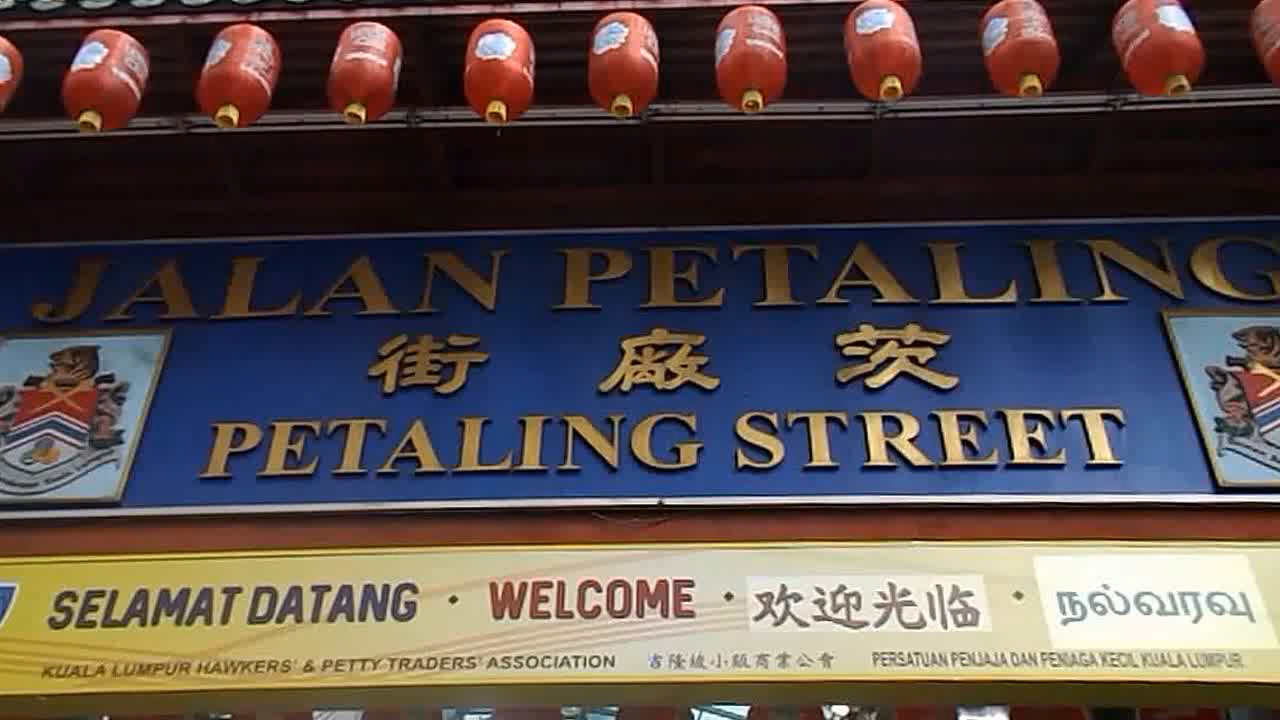 JALAN PETALING
街 廠 茨
PETALING STREET
SELAMAT DATANG · WELCOME · 欢迎光临 · நல்வரவு
KUALA LUMPUR HAWKERS' & PETTY TRADERS' ASSOCIATION 吉隆坡小販商業公會 PERSATUAN PENJAJA DAN PENIAGA KECIL KUALA LUMPUR